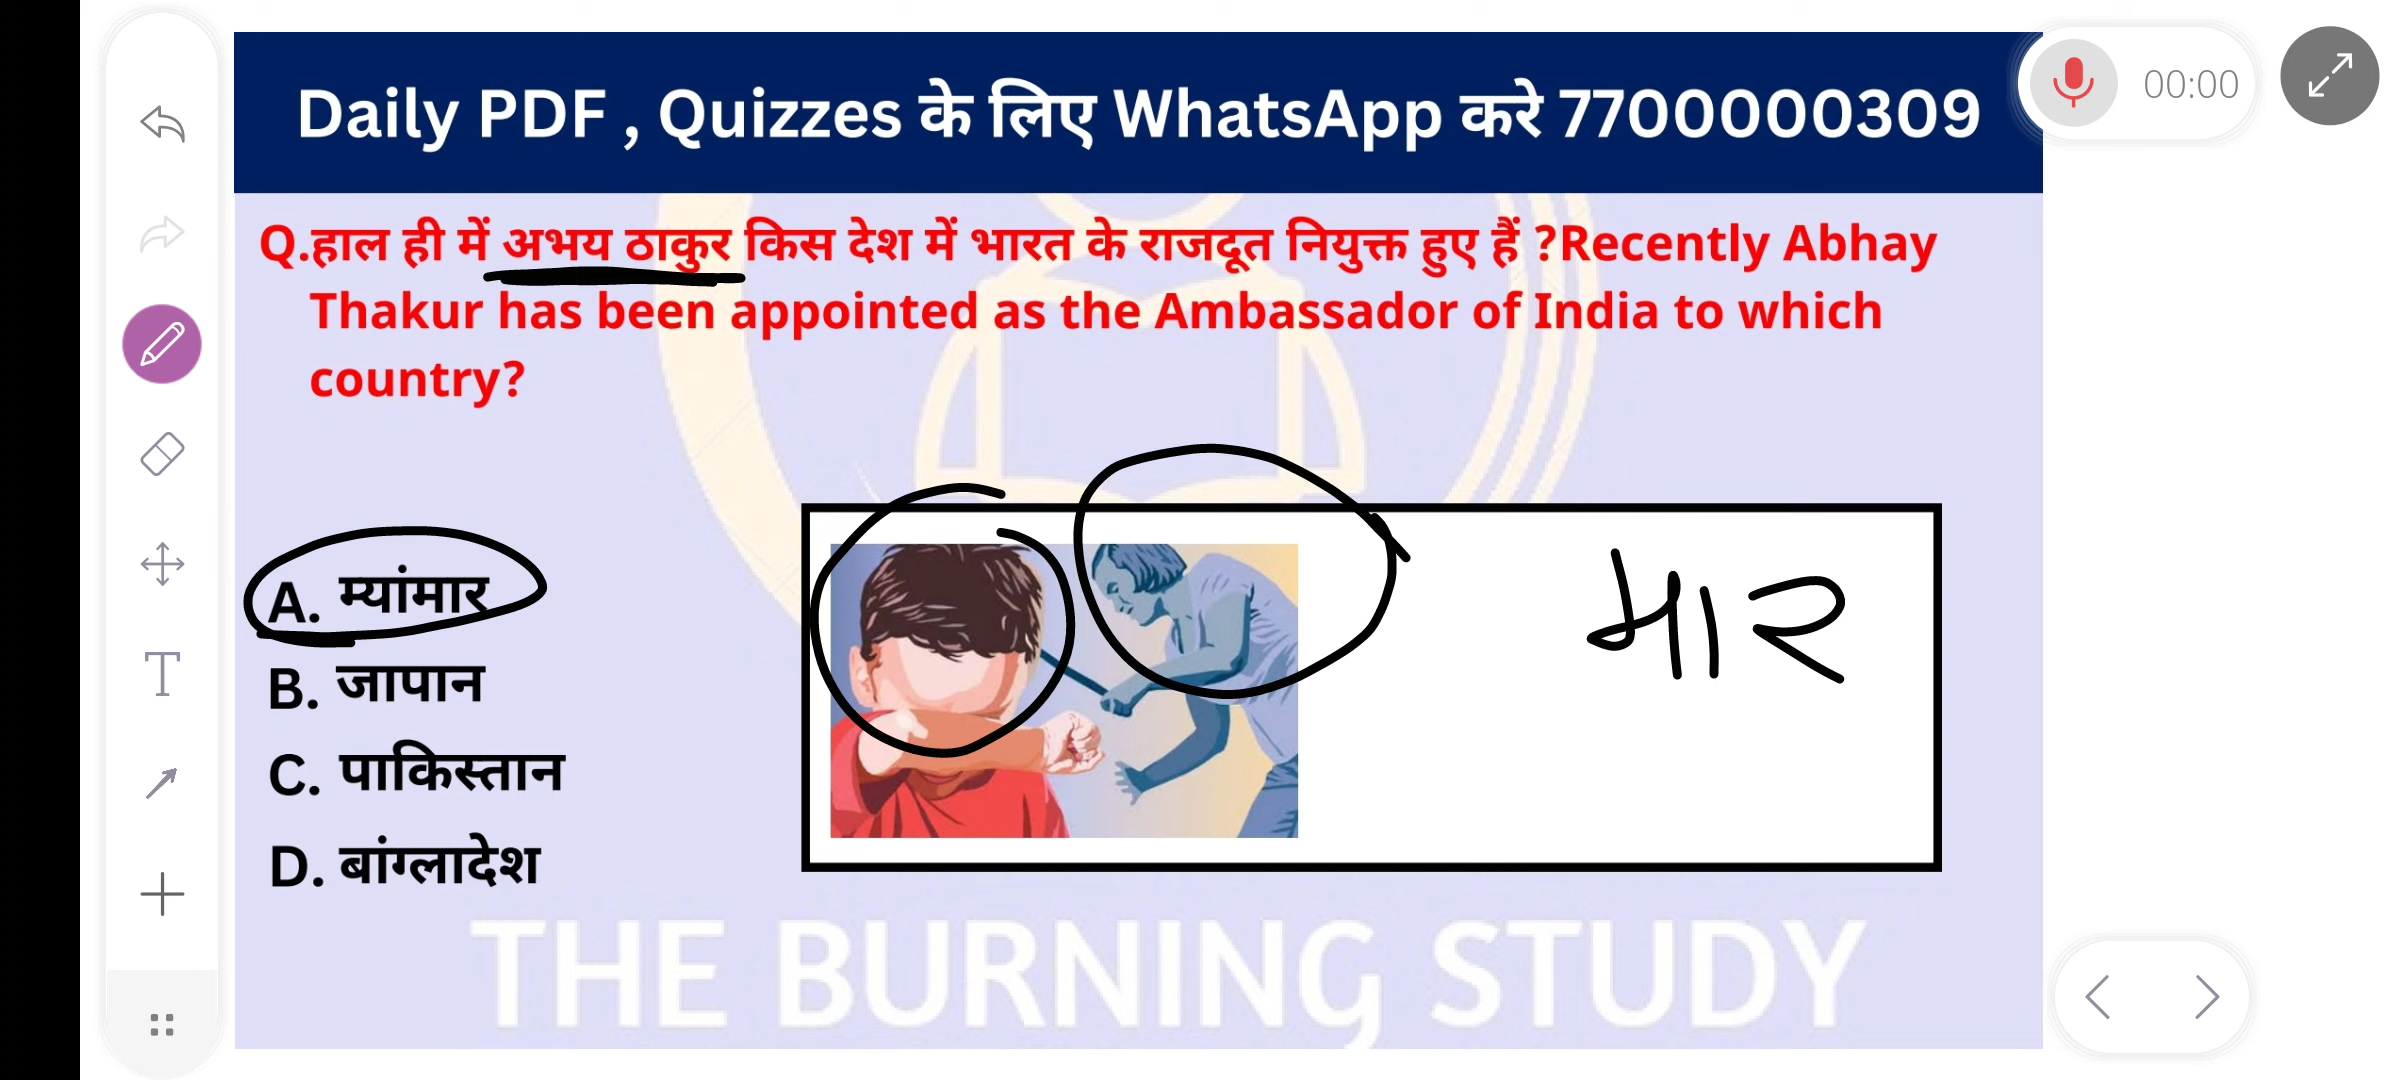 Daily PDF , Quizzes के लिए WhatsApp करे 7700000309
00:00
Q.हाल ही में अभय ठाकुर किस देश में भारत के राजदूत नियुक्त हुए हैं ?Recently Abhay
Thakur has been appointed as the Ambassador of India to which
country?
A. म्यांमार
B. जापान
C. पाकिस्तान
D. बांग्लादेश
मार
T
THE BURNING STUDY